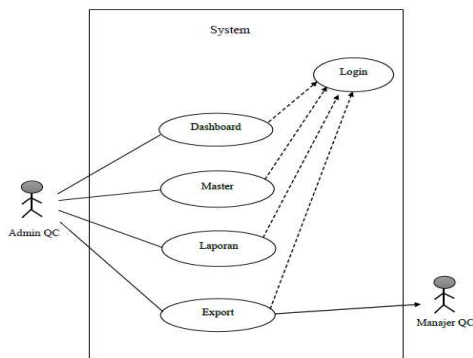 System
Login
Dashboard
Master
Admin QC
Laporan
Export
Manajer QC